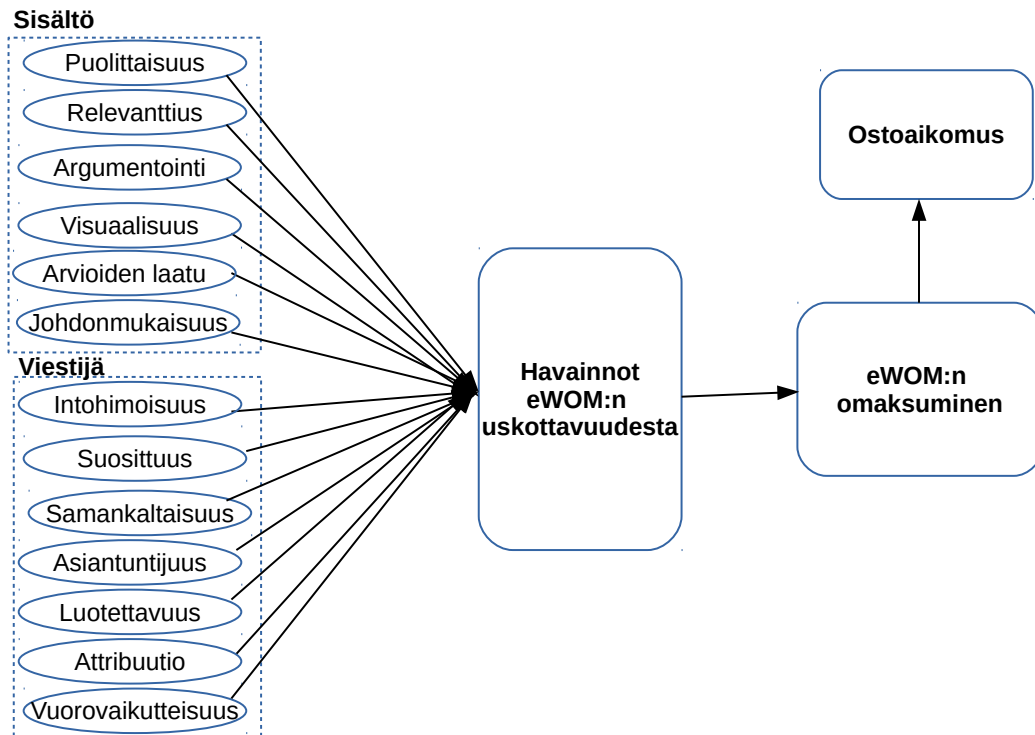 Sisältö
Puolittaisuus
Relevanttius
Argumentointi
Visuaalisuus
Arvioiden laatu
Johdonmukaisuus
Viestijä
Intohimoisuus
Suosittuus
Samankaltaisuus
Asiantuntijuus
Luotettavuus
Attribuutio
Vuorovaikutteisuus
Havainnot
eWOM:n
uskottavuudesta
eWOM:n
omaksuminen
Ostoaikomus